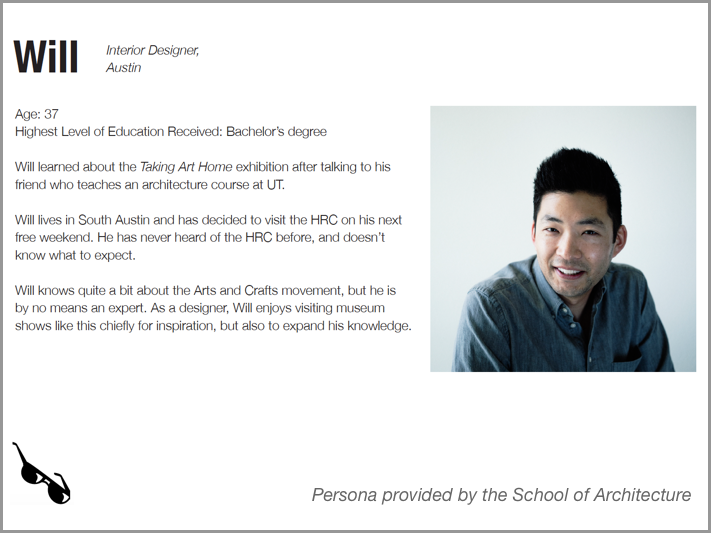 Will
Interior Designer,
Austin
Age: 37
Highest Level of Education Received: Bachelor’s degree
Will learned about the Taking Art Home exhibition after talking to his
friend who teaches an architecture course at UT.
Will lives in South Austin and has decided to visit the HRC on his next
free weekend. He has never heard of the HRC before, and doesn’t
know what to expect.
Will knows quite a bit about the Arts and Crafts movement, but he is
by no means an expert. As a designer, Will enjoys visiting museum
shows like this chiefly for inspiration, but also to expand his knowledge.
Persona provided by the School of Architecture